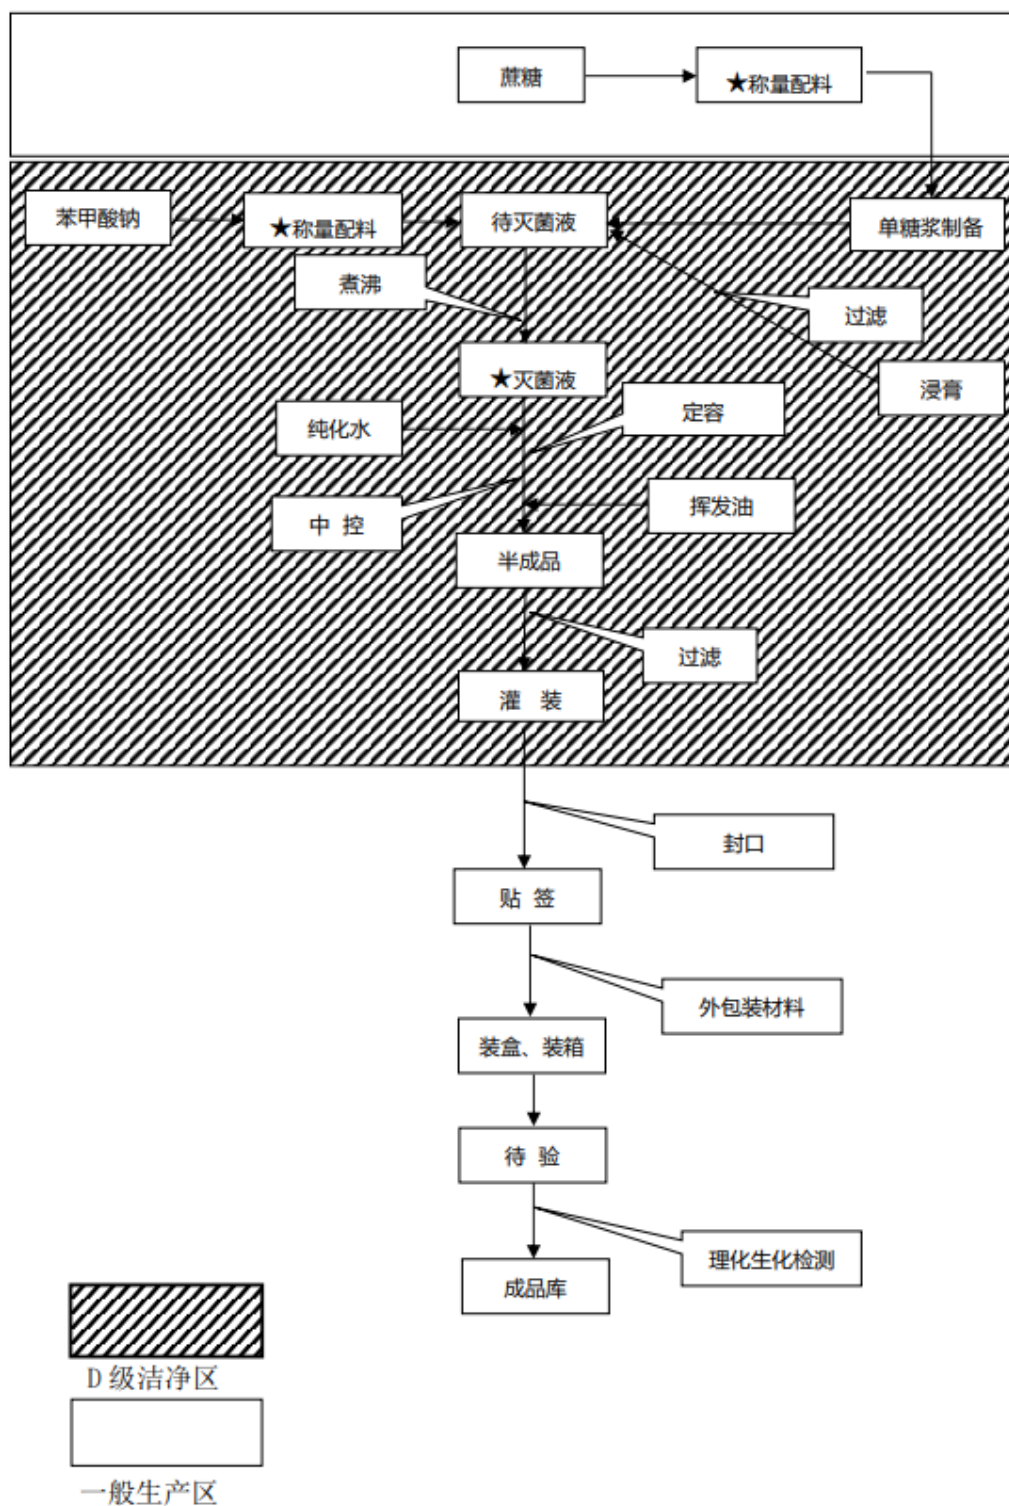 蔗糖
★称量配料
苯甲酸钠
★称量配料
待灭菌液
单糖浆制备
煮沸
过滤
★灭菌液
浸膏
纯化水
定容
中 控
挥发油
半成品
过滤
灌 装
封口
贴 签
外包装材料
装盒、装箱
待 验
理化生化检测
成品库
D 级洁净区
一般生产区